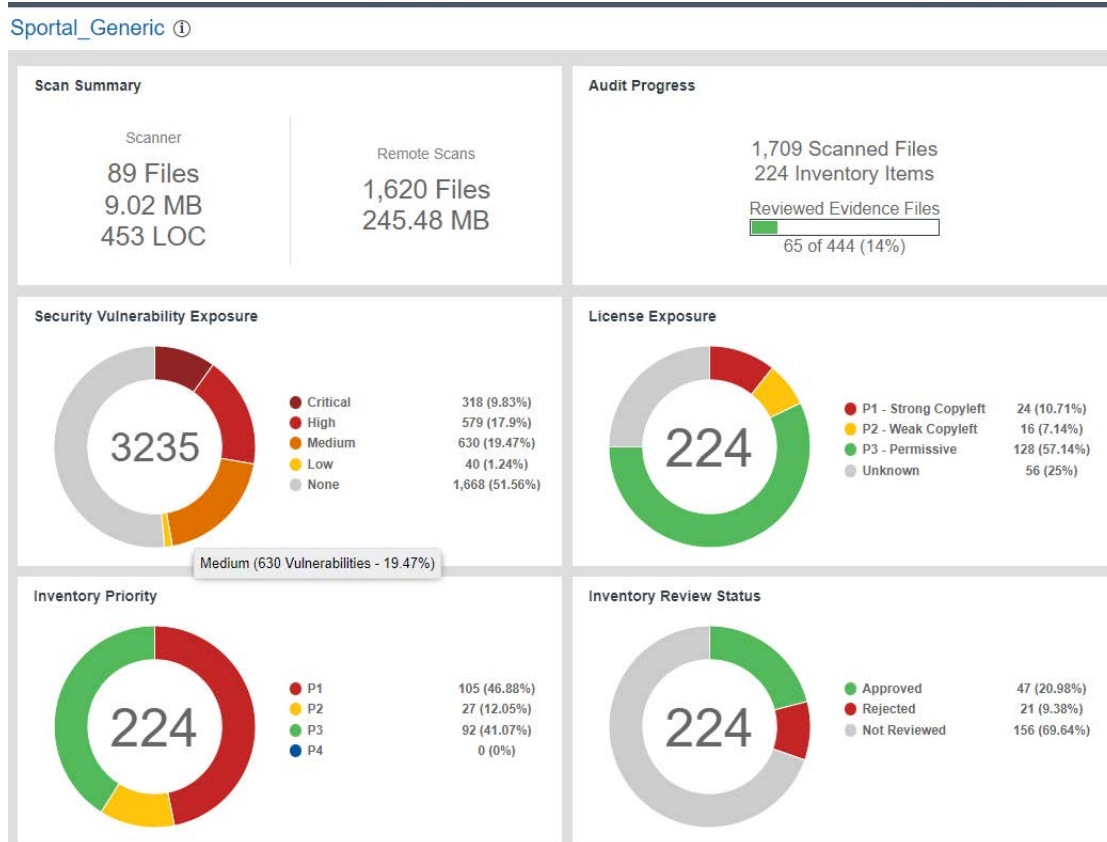 Sportal_Generic ⓘ
Scan Summary
Scanner
89 Files
9.02 MB
453 LOC
Remote Scans
1,620 Files
245.48 MB
Audit Progress
1,709 Scanned Files
224 Inventory Items
Reviewed Evidence Files
65 of 444 (14%)
Security Vulnerability Exposure
3235
Critical 318 (9.83%)
High 579 (17.9%)
Medium 630 (19.47%)
Low 40 (1.24%)
None 1,668 (51.56%)
Medium (630 Vulnerabilities - 19.47%)
License Exposure
224
P1 - Strong Copyleft 24 (10.71%)
P2 - Weak Copyleft 16 (7.14%)
P3 - Permissive 128 (57.14%)
Unknown 56 (25%)
Inventory Priority
224
P1 105 (46.88%)
P2 27 (12.05%)
P3 92 (41.07%)
P4 0 (0%)
Inventory Review Status
224
Approved 47 (20.98%)
Rejected 21 (9.38%)
Not Reviewed 156 (69.64%)